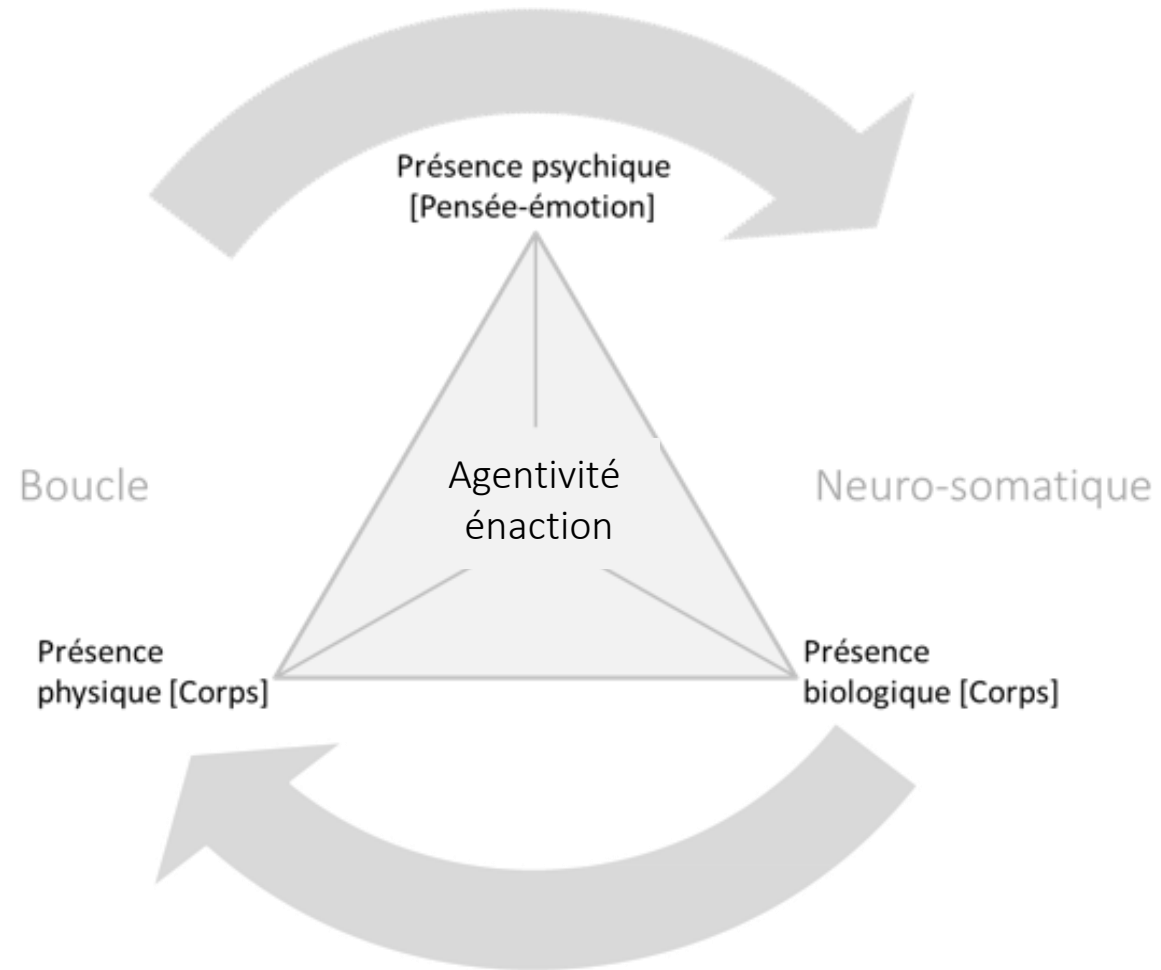 Présence psychique
[Pensée-émotion]
Boucle
Agentivité
énaction
Neuro-somatique
Présence
physique [Corps]
Présence
biologique [Corps]